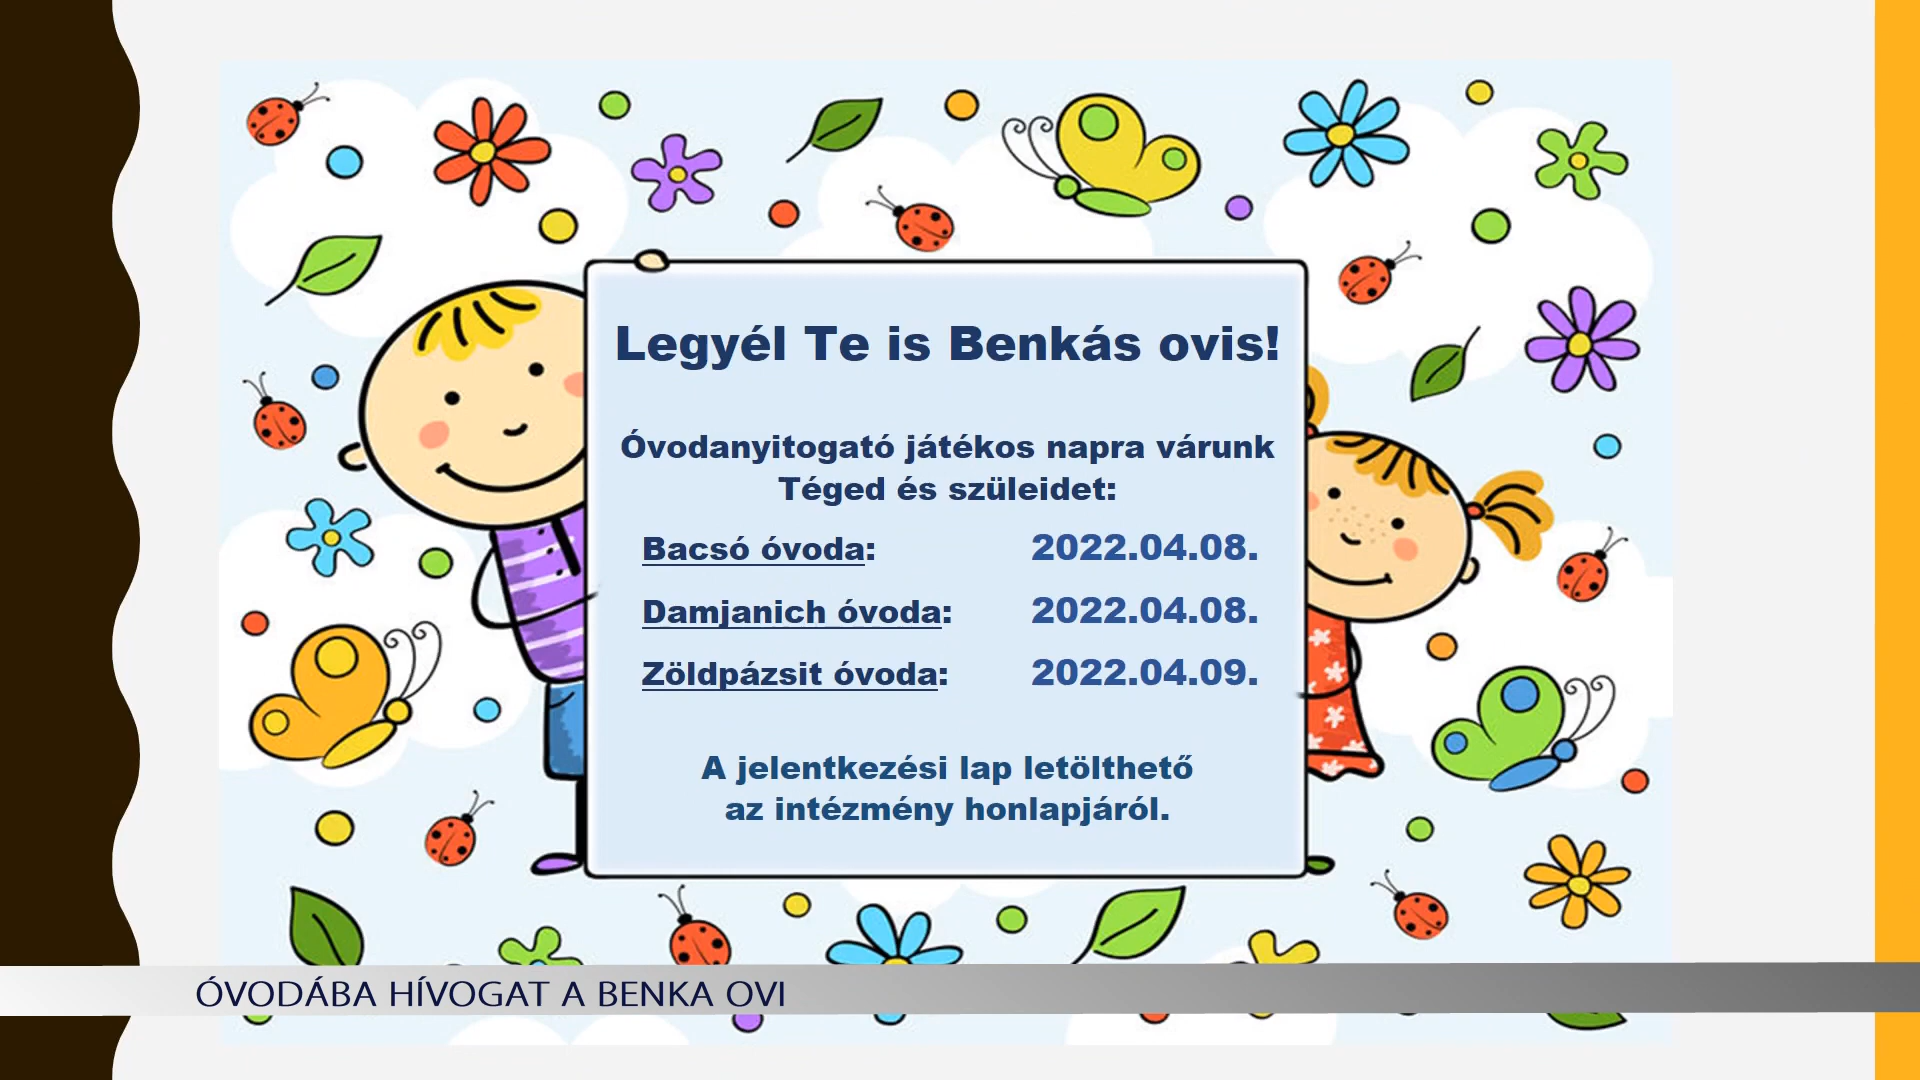 Legyél Te is Benkás ovis!
Óvodanyitogató játékos napra várunk
Téged és szüleidet:
Bacsó óvoda: 2022.04.08.
Damjanich óvoda: 2022.04.08.
Zöldpázsit óvoda: 2022.04.09.
A jelentkezési lap letölthető
az intézmény honlapjáról.
ÓVODÁBA HÍVOGAT A BENKA OVI